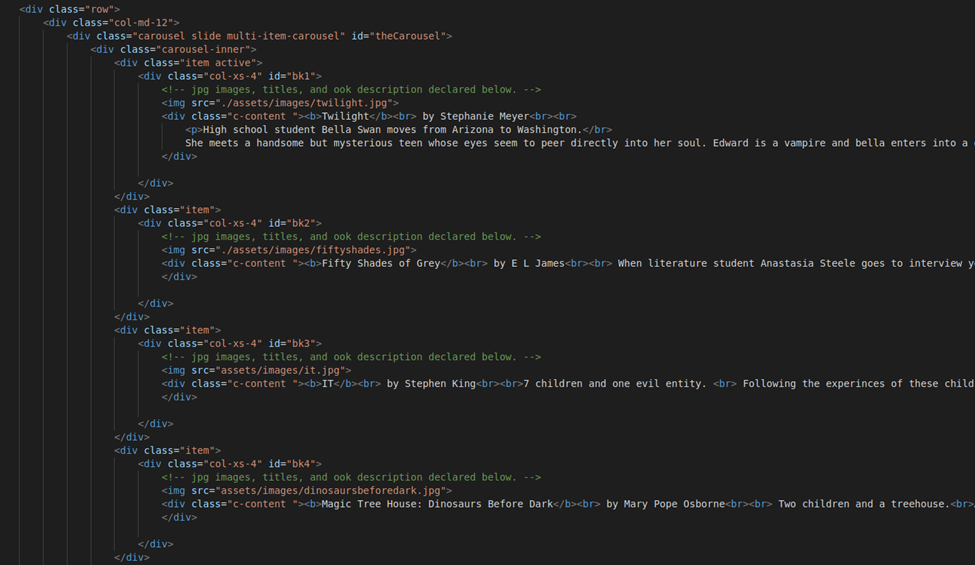 <div class="row">
<div class="col-md-12">
<div class="carousel slide multi-item-carousel" id="theCarousel">
<div class="carousel-inner">
<div class="item active">
<div class="col-xs-4" id="bk1">
<!-- jpg images, titles, and ook description declared below. -->
<img src="./assets/images/twilight.jpg">
<div class="c-content "><b>Twilight</b><br> by Stephanie Meyer<br><br>
<p>High school student Bella Swan moves from Arizona to Washington.</br>
She meets a handsome but mysterious teen whose eyes seem to peer directly into her soul. Edward is a vampire and bella enters into a
</div>
</div>
</div>
<div class="item">
<div class="col-xs-4" id="bk2">
<!-- jpg images, titles, and ook description declared below. -->
<img src="./assets/images/fiftyshades.jpg">
<div class="c-content "><b>Fifty Shades of Grey</b><br> by E L James<br><br> When literature student Anastasia Steele goes to interview y
</div>
</div>
</div>
<div class="item">
<div class="col-xs-4" id="bk3">
<!-- jpg images, titles, and ook description declared below. -->
<img src="assets/images/it.jpg">
<div class="c-content "><b>IT</b><br> by Stephen King<br><br>7 children and one evil entity. <br> Following the experinces of these child
</div>
</div>
</div>
<div class="item">
<div class="col-xs-4" id="bk4">
<!-- jpg images, titles, and ook description declared below. -->
<img src="assets/images/dinosaursbeforedark.jpg">
<div class="c-content "><b>Magic Tree House: Dinosaurs Before Dark</b><br> by Mary Pope Osborne<br><br> Two children and a treehouse.<br>
</div>
</div>
</div>